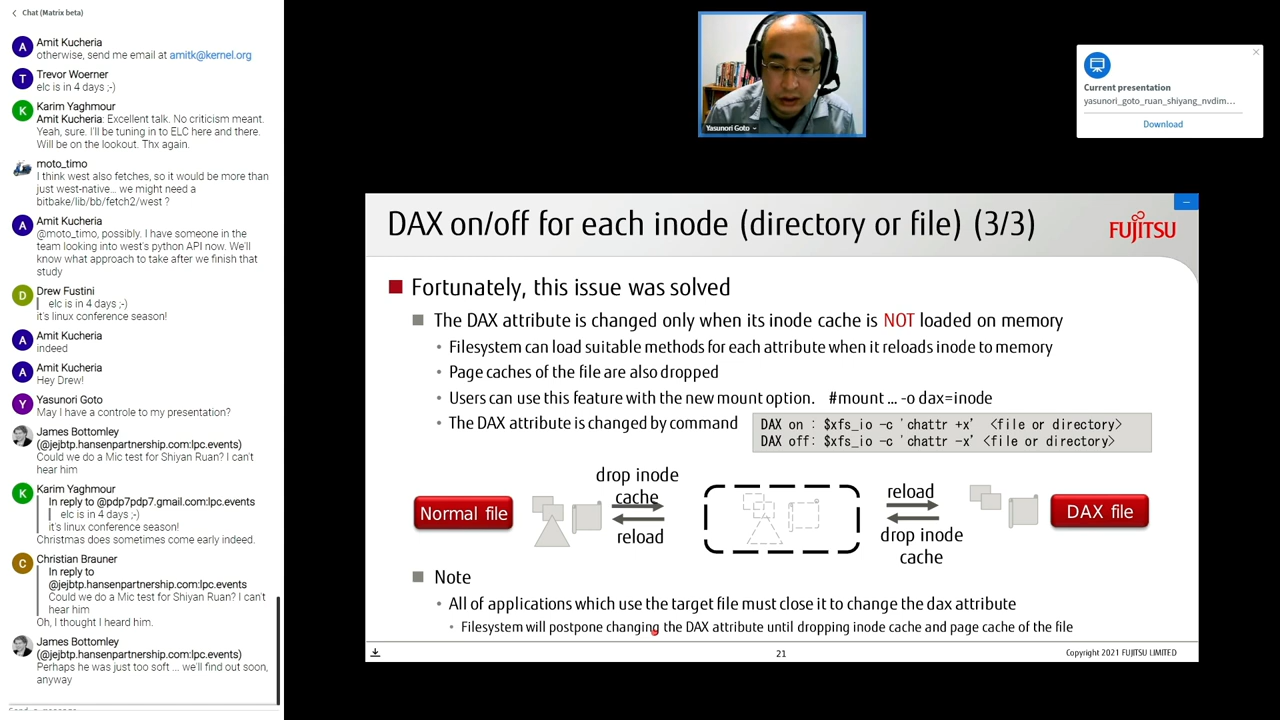 Chat (Matrix beta)
A
Amit Kucheria
otherwise, send me email at amitk@kernel.org
T
Trevor Woerner
elc is in 4 days ;-)
K
Karim Yaghmour
Amit Kucheria: Excellent talk. No criticism meant.
Yeah, sure. I'll be tuning in to ELC here and there.
Will be on the lookout. Thx again.
moto_timo
I think west also fetches, so it would be more than
just west-native... we might need a
bitbake/lib/bb/fetch2/west ?
A
Amit Kucheria
@moto_timo, possibly. I have someone in the
team looking into west's python API now. We'll
know what approach to take after we finish that
study
D
Drew Fustini
elc is in 4 days ;-)
it's linux conference season!
A
Amit Kucheria
indeed
A
Amit Kucheria
Hey Drew!
Y
Yasunori Goto
May I have a controle to my presentation?
James Bottomley
(@jejbtp.hansenpartnership.com:lpc.events)
Could we do a Mic test for Shiyan Ruan? I can't
hear him
K
Karim Yaghmour
In reply to @pdp7pdp7.gmail.com:lpc.events
elc is in 4 days ;-)
it's linux conference season!
Christmas does sometimes come early indeed.
C
Christian Brauner
In reply to
@jejbtp.hansenpartnership.com:lpc.events
Could we do a Mic test for Shiyan Ruan? I can't
hear him
Oh, I thought I heard him.
James Bottomley
(@jejbtp.hansenpartnership.com:lpc.events)
Perhaps he was just too soft ... we'll find out soon,
anyway
Yasunori Goto
Current presentation
yasunori_goto_ruan_shiyang_nvdim...
Download
DAX on/off for each inode (directory or file) (3/3)
FUJITSU
Fortunately, this issue was solved
The DAX attribute is changed only when its inode cache is NOT loaded on memory
• Filesystem can load suitable methods for each attribute when it reloads inode to memory
• Page caches of the file are also dropped
• Users can use this feature with the new mount option. #mount ... -o dax=inode
• The DAX attribute is changed by command
DAX on : $xfs_io -c 'chattr +x' <file or directory>
DAX off: $xfs_io -c 'chattr -x' <file or directory>
Normal file
drop inode
cache
reload
reload
drop inode
cache
DAX file
Note
• All of applications which use the target file must close it to change the dax attribute
• Filesystem will postpone changing the DAX attribute until dropping inode cache and page cache of the file
21
Copyright 2021 FUJITSU LIMITED